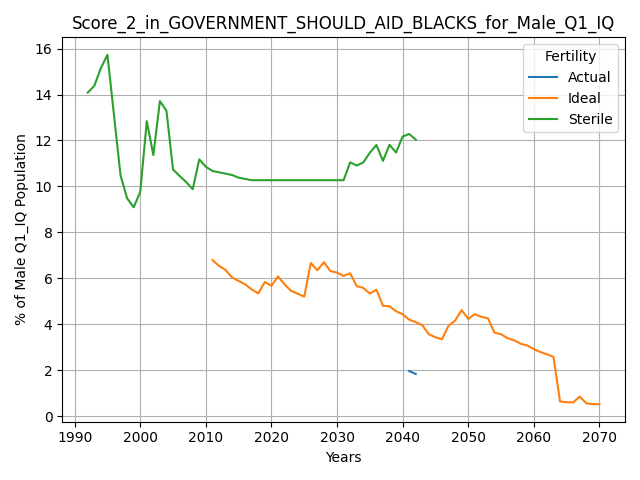 Score_2_in_GOVERNMENT_SHOULD_AID_BLACKS_for_Male_Q1_IQ
Fertility
Actual
Ideal
Sterile
% of Male Q1_IQ Population
16
14
12
10
8
6
4
2
0
1990 2000 2010 2020 2030 2040 2050 2060 2070
Years